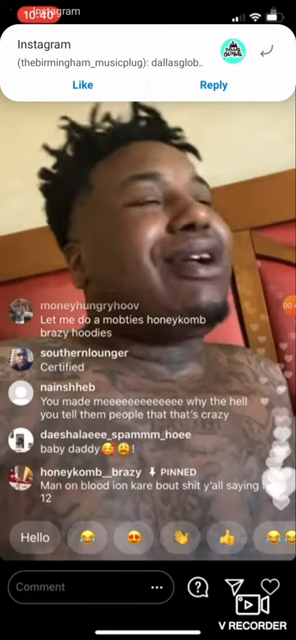 Instagram
10:40
Instagram
(thebirmingham_musicplug): dallasglob..
Like
Reply
moneyhungryhoov
Let me do a mobties honeykomb
brazy hoodies
00:4
southernlounger
Certified
nainshheb
You made meeeeeeeeeeeee why the hell
you tell them people that that's crazy
daeshalaeee_spammm_hoee
baby daddy🥰😩!
honeykomb__brazy PINNED
Man on blood ion kare bout shit y'all saying
12
Hello
Comment
V RECORDER